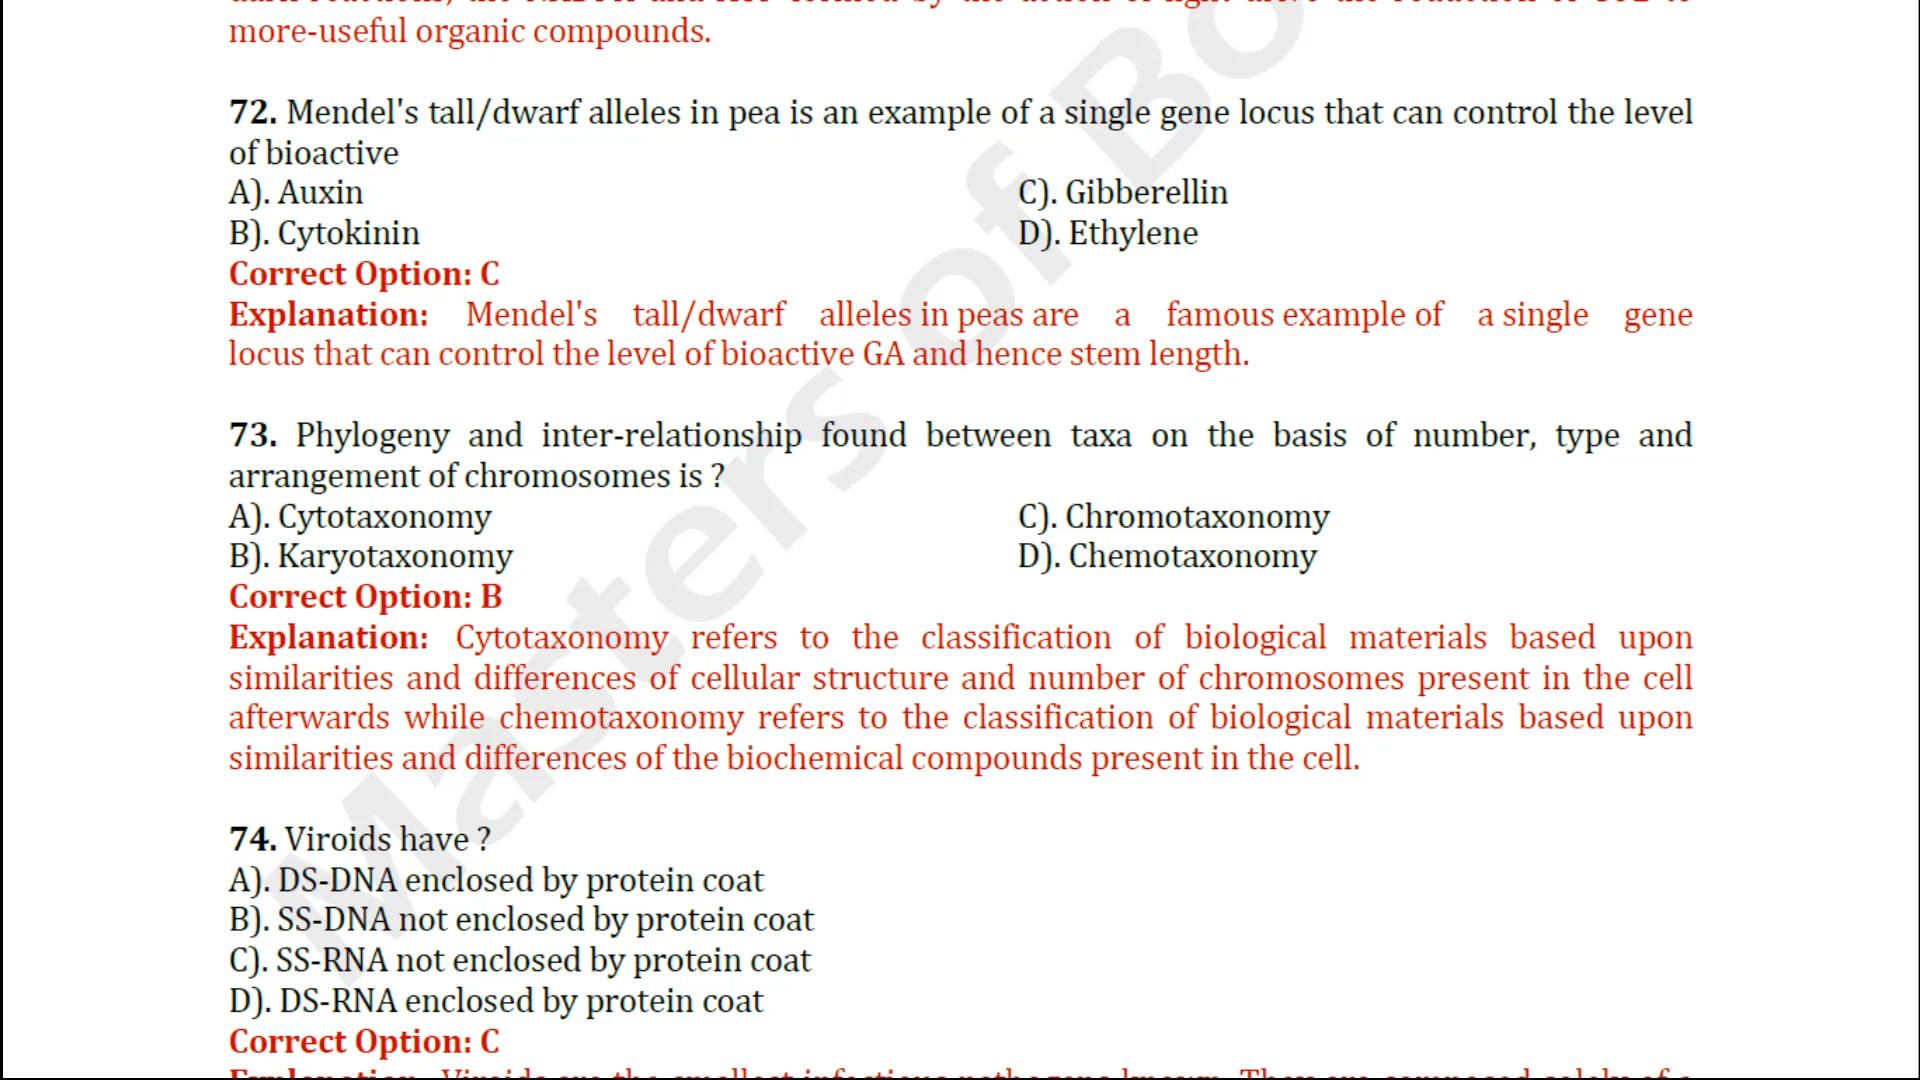 more-useful organic compounds.
72. Mendel's tall/dwarf alleles in pea is an example of a single gene locus that can control the level
of bioactive
A). Auxin C). Gibberellin
B). Cytokinin D). Ethylene
Correct Option: C
Explanation: Mendel's tall/dwarf alleles in peas are a famous example of a single gene
locus that can control the level of bioactive GA and hence stem length.
73. Phylogeny and inter-relationship found between taxa on the basis of number, type and
arrangement of chromosomes is ?
A). Cytotaxonomy C). Chromotaxonomy
B). Karyotaxonomy D). Chemotaxonomy
Correct Option: B
Explanation: Cytotaxonomy refers to the classification of biological materials based upon
similarities and differences of cellular structure and number of chromosomes present in the cell
afterwards while chemotaxonomy refers to the classification of biological materials based upon
similarities and differences of the biochemical compounds present in the cell.
74. Viroids have ?
A). DS-DNA enclosed by protein coat
B). SS-DNA not enclosed by protein coat
C). SS-RNA not enclosed by protein coat
D). DS-RNA enclosed by protein coat
Correct Option: C
Masters of Bo